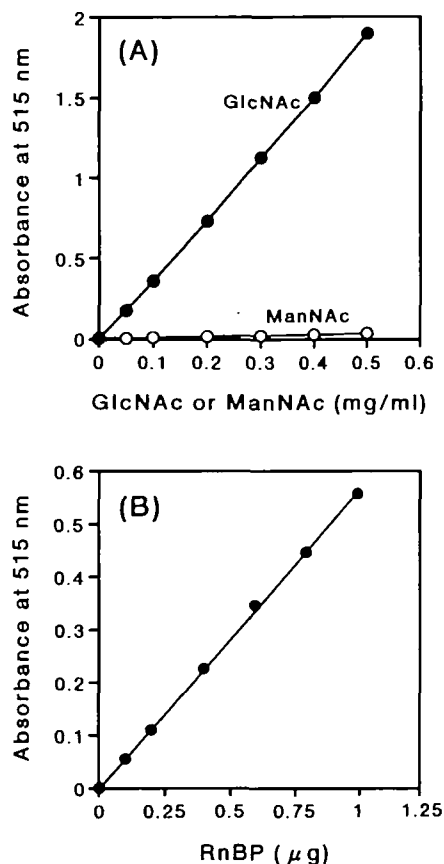 (A)
Absorbance at 515 nm
2
1.5
1
0.5
0
GlcNAc
ManNAc
0 0.1 0.2 0.3 0.4 0.5 0.6
GlcNAc or ManNAc (mg/ml)
(B)
Absorbance at 515 nm
0.6
0.5
0.4
0.3
0.2
0.1
0
0 0.25 0.5 0.75 1 1.25
RnBP (μg)